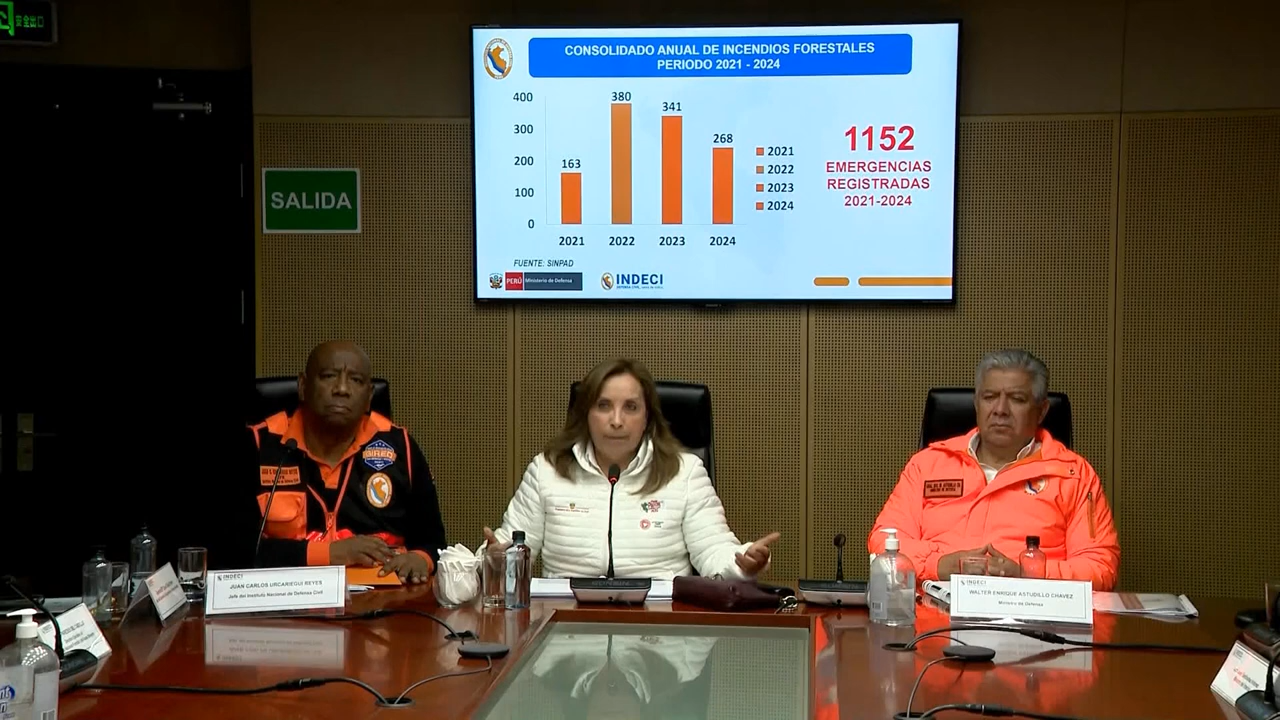 CONSOLIDADO ANUAL DE INCENDIOS FORESTALES
PERIODO 2021 - 2024
400
300
200
100
0
163
380
341
268
2021
2022
2023
2024
2021
2022
2023
2024
1152
EMERGENCIAS
REGISTRADAS
2021-2024
FUENTE: SINPAD
PERÚ
Ministerio de Defensa
INDECI
SALIDA
INDECI
JUAN CARLOS URCARIEGUI REYES
Jefe del Instituto Nacional de Defensa Civil
INDECI
WALTER ENRIQUE ASTUDILLO CHAVEZ
Ministro de Defensa